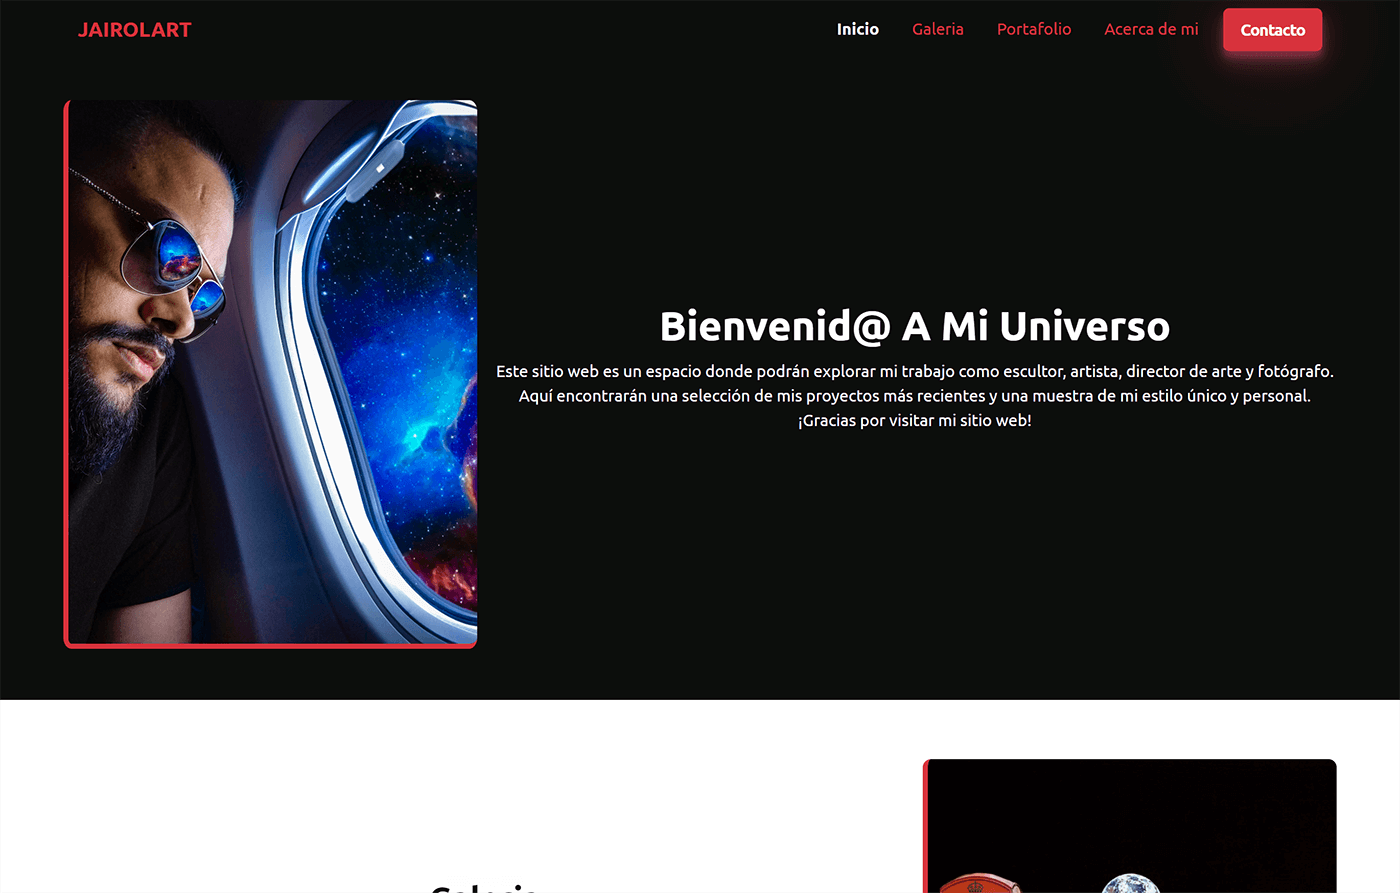 JAIROLART
Inicio Galeria Portafolio Acerca de mi Contacto
Bienvenid@ A Mi Universo
Este sitio web es un espacio donde podrán explorar mi trabajo como escultor, artista, director de arte y fotógrafo.
Aquí encontrarán una selección de mis proyectos más recientes y una muestra de mi estilo único y personal.
¡Gracias por visitar mi sitio web!